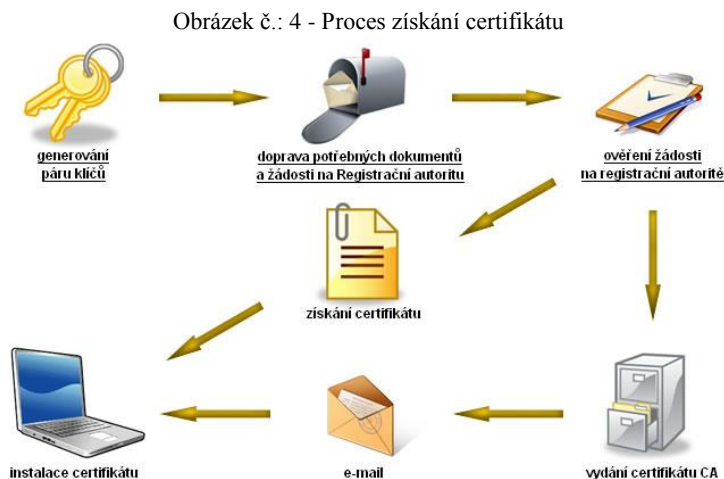 Obrázek č.: 4 - Proces získání certifikátu
generování
páru klíčů
doprava potřebných dokumentů
a žádosti na Registrační autoritu
ověření žádosti
na registrační autoritě
získání certifikátu
instalace certifikátu
e-mail
vydání certifikátu CA